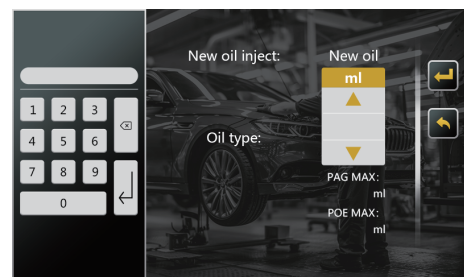 New oil inject:
New oil
ml
1 2 3
4 5 6
7 8 9
0
Oil type:
PAG MAX:
ml
POE MAX:
ml